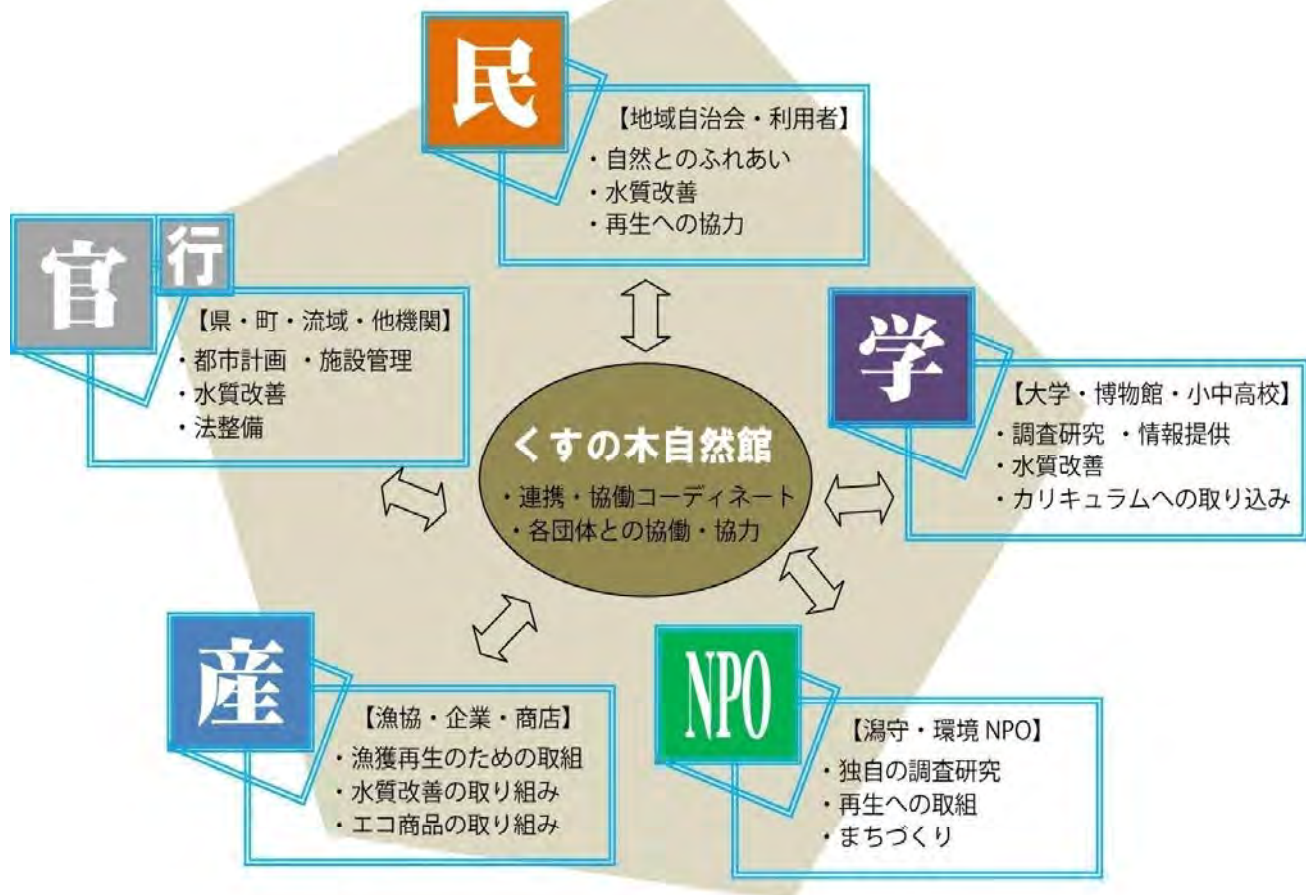 民
【地域自治会・利用者】
・自然とのふれあい
・水質改善
・再生への協力
官
行
【県・町・流域・他機関】
・都市計画 ・施設管理
・水質改善
・法整備
学
【大学・博物館・小中高校】
・調査研究 ・情報提供
・水質改善
・カリキュラムへの取り込み
くすの木自然館
・連携・協働コーディネート
・各団体との協働・協力
産
【漁協・企業・商店】
・漁獲再生のための取組
・水質改善の取り組み
・エコ商品の取り組み
NPO
【潟守・環境 NPO】
・独自の調査研究
・再生への取組
・まちづくり